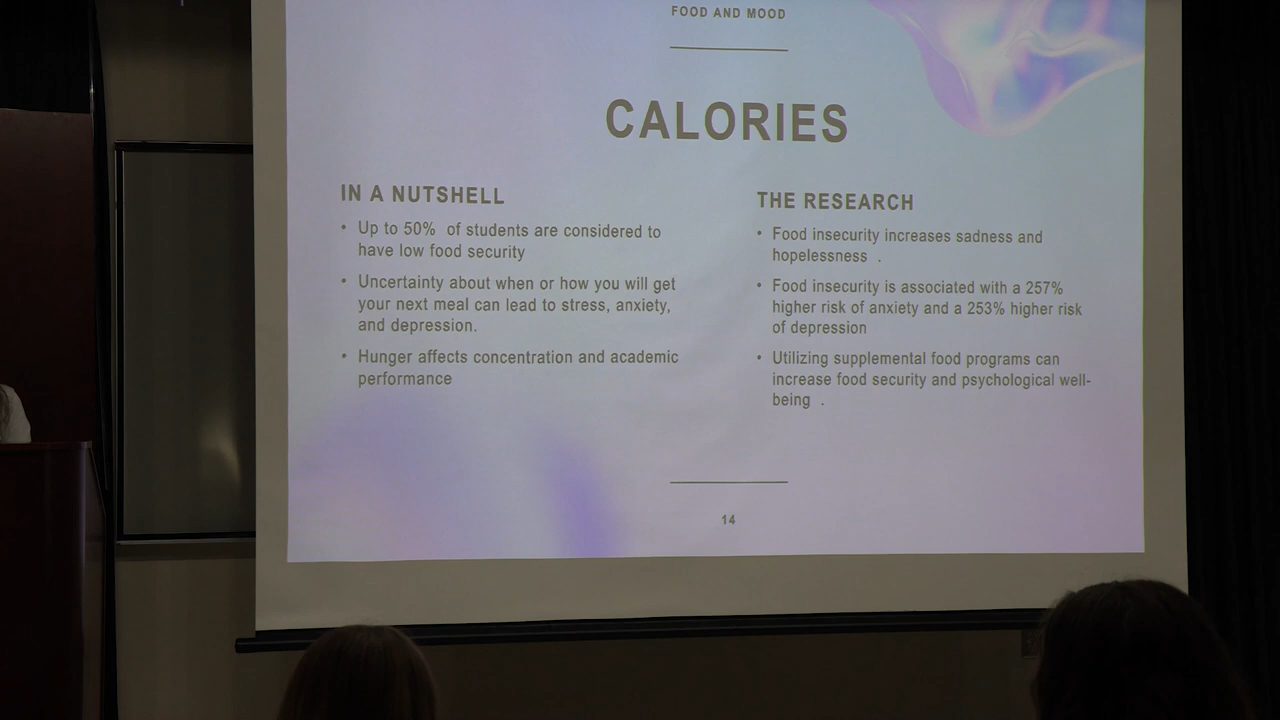 FOOD AND MOOD
CALORIES
IN A NUTSHELL
• Up to 50% of students are considered to
have low food security
• Uncertainty about when or how you will get
your next meal can lead to stress, anxiety,
and depression.
• Hunger affects concentration and academic
performance
THE RESEARCH
• Food insecurity increases sadness and
hopelessness .
• Food insecurity is associated with a 257%
higher risk of anxiety and a 253% higher risk
of depression
• Utilizing supplemental food programs can
increase food security and psychological well-
being .
14